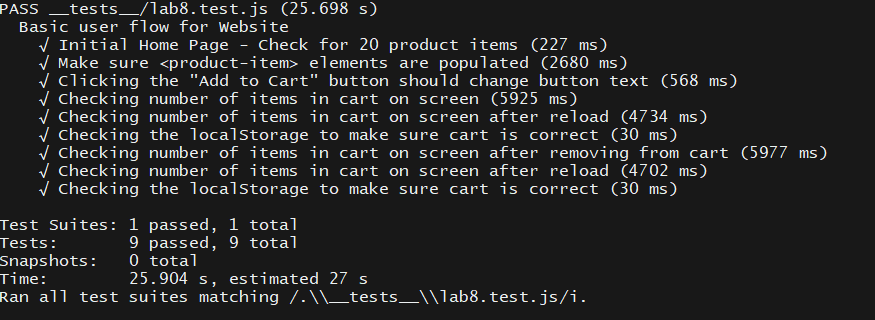 PASS __tests__/lab8.test.js (25.698 s)
Basic user flow for Website
√ Initial Home Page - Check for 20 product items (227 ms)
√ Make sure <product-item> elements are populated (2680 ms)
√ Clicking the "Add to Cart" button should change button text (568 ms)
√ Checking number of items in cart on screen (5925 ms)
√ Checking number of items in cart on screen after reload (4734 ms)
√ Checking the localStorage to make sure cart is correct (30 ms)
√ Checking number of items in cart on screen after removing from cart (5977 ms)
√ Checking number of items in cart on screen after reload (4702 ms)
√ Checking the localStorage to make sure cart is correct (30 ms)
Test Suites: 1 passed, 1 total
Tests: 9 passed, 9 total
Snapshots: 0 total
Time: 25.904 s, estimated 27 s
Ran all test suites matching /.\\__tests__\\lab8.test.js/i.